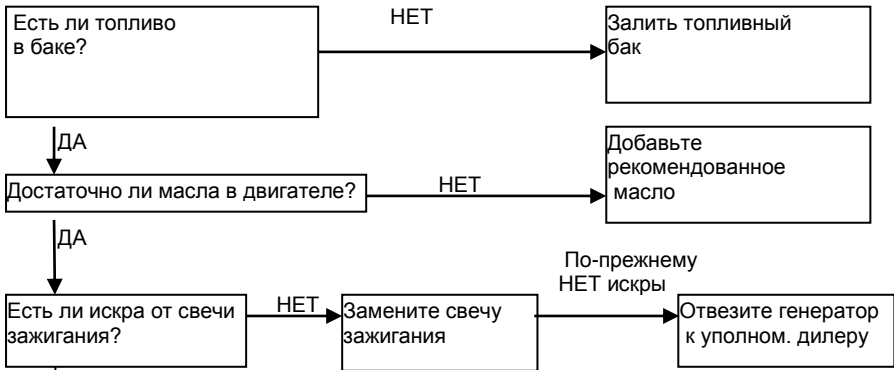 Есть ли топливо
в баке?
НЕТ
Залить топливный
бак
ДА
Достаточно ли масла в двигателе?
НЕТ
Добавьте
рекомендованное
масло
ДА
Есть ли искра от свечи
зажигания?
НЕТ
Замените свечу
зажигания
По-прежнему
НЕТ искры
Отвезите генератор
к уполном. дилеру